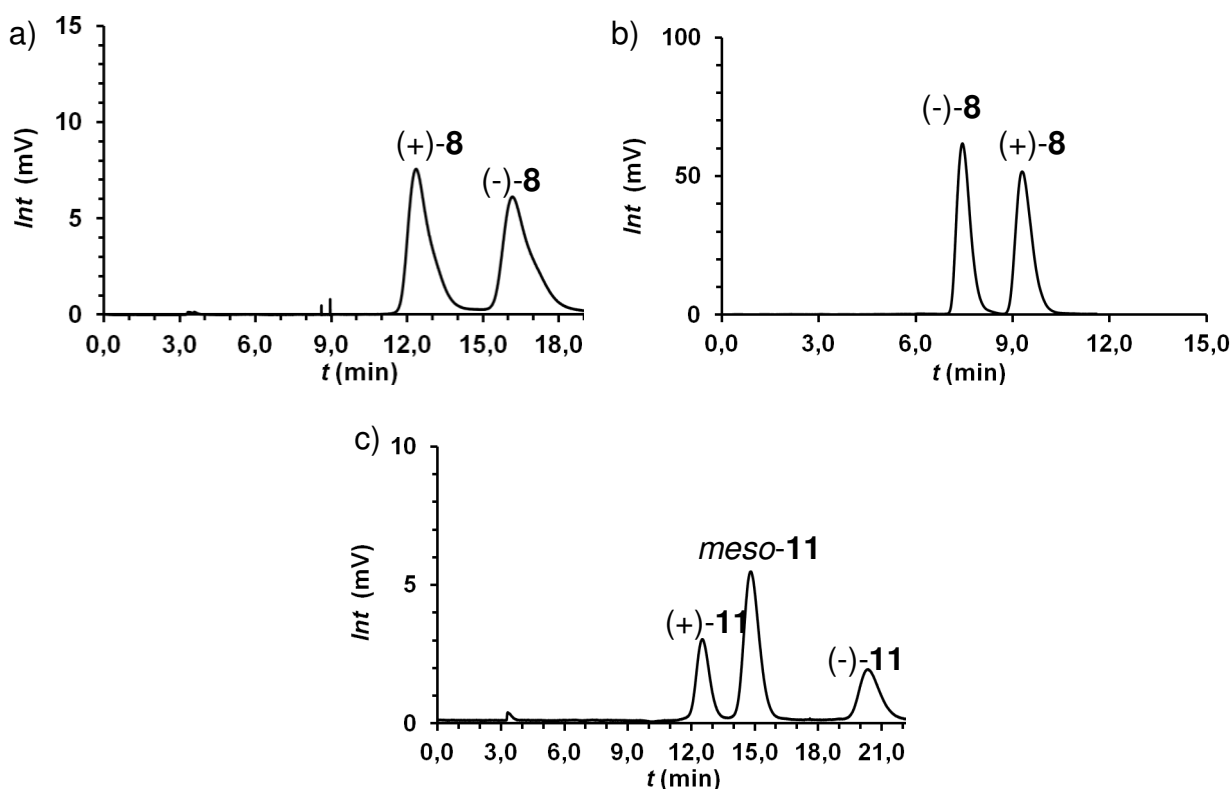 a)
15
10
5
0
Int (mV)
(+)-8
(-)-8
0,0 3,0 6,0 9,0 12,0 15,0 18,0
t (min)
b)
100
50
0
Int (mV)
(-)-8
(+)-8
0,0 3,0 6,0 9,0 12,0 15,0
t (min)
c)
10
5
0
Int (mV)
meso-11
(+)-11
(-)-11
0,0 3,0 6,0 9,0 12,0 15,0 18,0 21,0
t (min)